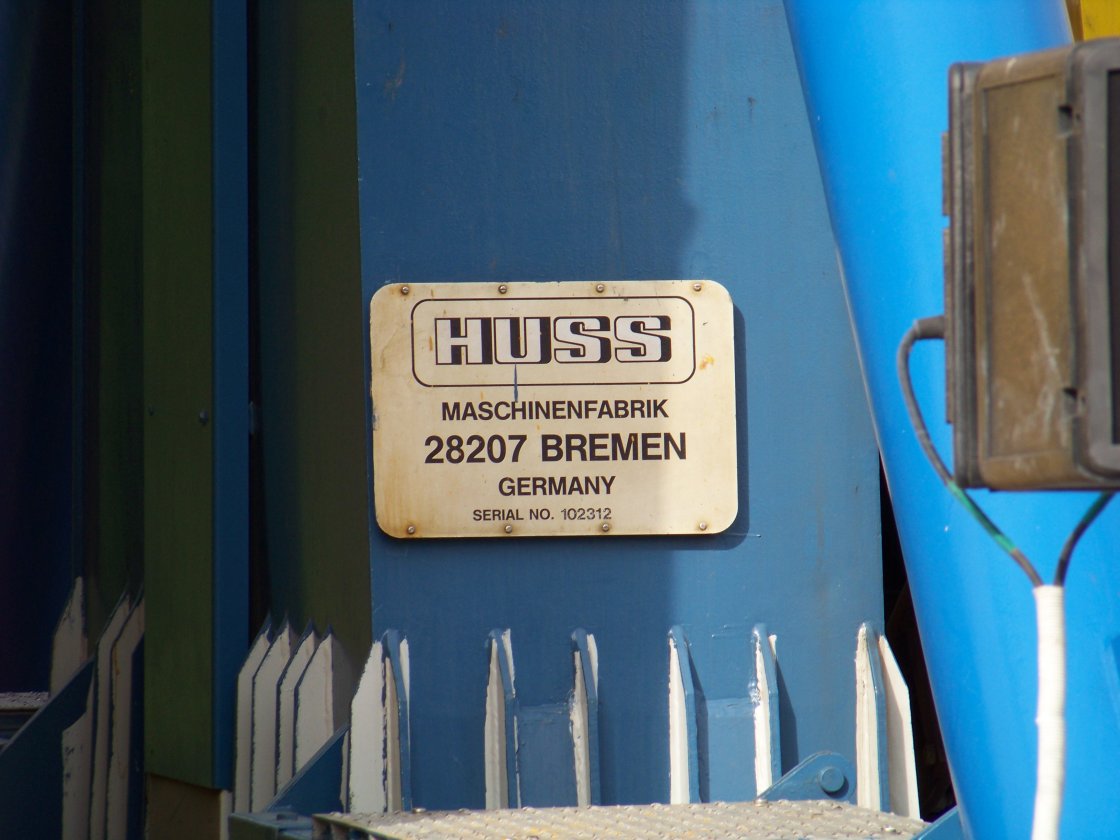 HUSS
MASCHINENFABRIK
28207 BREMEN
GERMANY
SERIAL NO. 102312